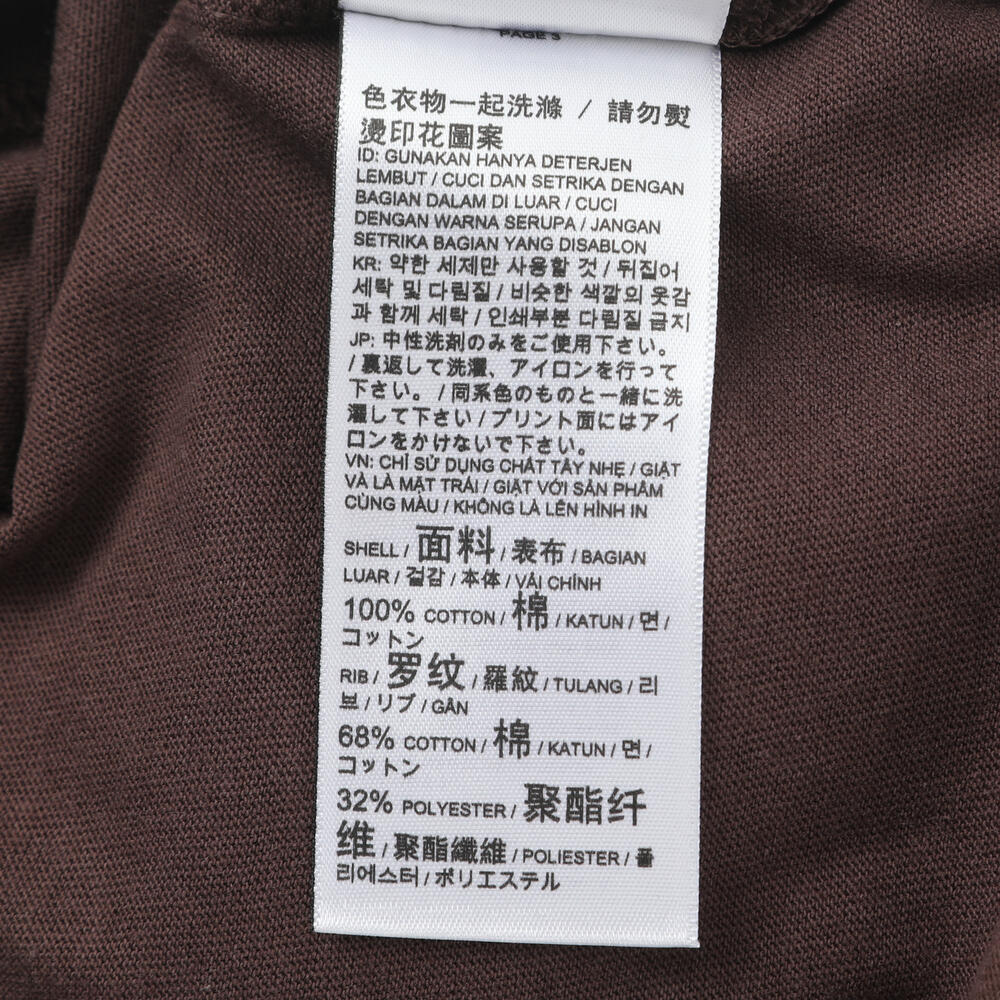 PAGE 3
色衣物一起洗滌 / 請勿熨
燙印花圖案
ID: GUNAKAN HANYA DETERJEN
LEMBUT / CUCI DAN SETRIKA DENGAN
BAGIAN DALAM DI LUAR / CUCI
DENGAN WARNA SERUPA / JANGAN
SETRIKA BAGIAN YANG DISABLON
KR: 약한 세제만 사용할 것 / 뒤집어
세탁 및 다림질 / 비슷한 색깔의 옷감
과 함께 세탁 / 인쇄부분 다림질 금지
JP: 中性洗剤のみをご使用下さい。
/ 裏返して洗濯、アイロンを行って
下さい。 / 同系色のものと一緒に洗
濯して下さい / プリント面にはアイ
ロンをかけないで下さい。
VN: CHỈ SỬ DỤNG CHẤT TẨY NHẸ / GIẶT
VÀ LÀ MẶT TRÁI / GIẶT VỚI SẢN PHẨM
CÙNG MÀU / KHÔNG LÀ LÊN HÌNH IN
SHELL / 面料 / 表布 / BAGIAN
LUAR / 겉감 / 本体 / VẢI CHÍNH
100% COTTON / 棉 / KATUN / 면 /
コットン
RIB / 罗纹 / 羅紋 / TULANG / 리
브 / リブ / GÂN
68% COTTON / 棉 / KATUN / 면 /
コットン
32% POLYESTER / 聚酯纤
维 / 聚酯纖維 / POLIESTER / 폴
리에스터 / ポリエステル